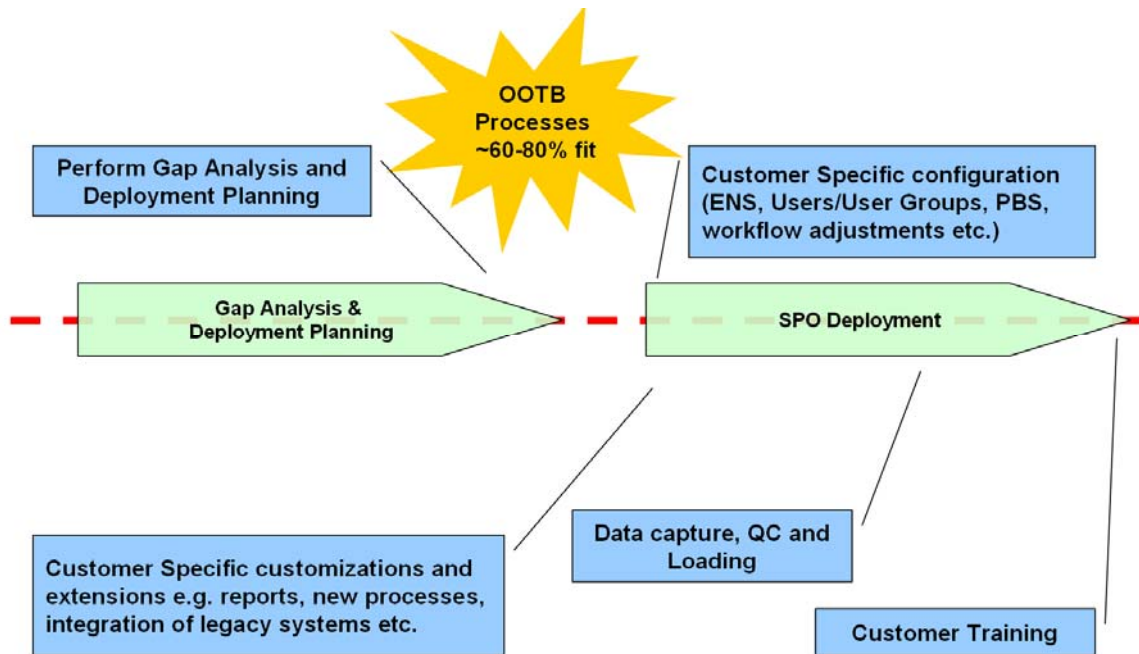 OOTB
Processes
~60-80% fit
Perform Gap Analysis and
Deployment Planning
Customer Specific configuration
(ENS, Users/User Groups, PBS,
workflow adjustments etc.)
Gap Analysis &
Deployment Planning
SPO Deployment
Data capture, QC and
Loading
Customer Specific customizations and
extensions e.g. reports, new processes,
integration of legacy systems etc.
Customer Training